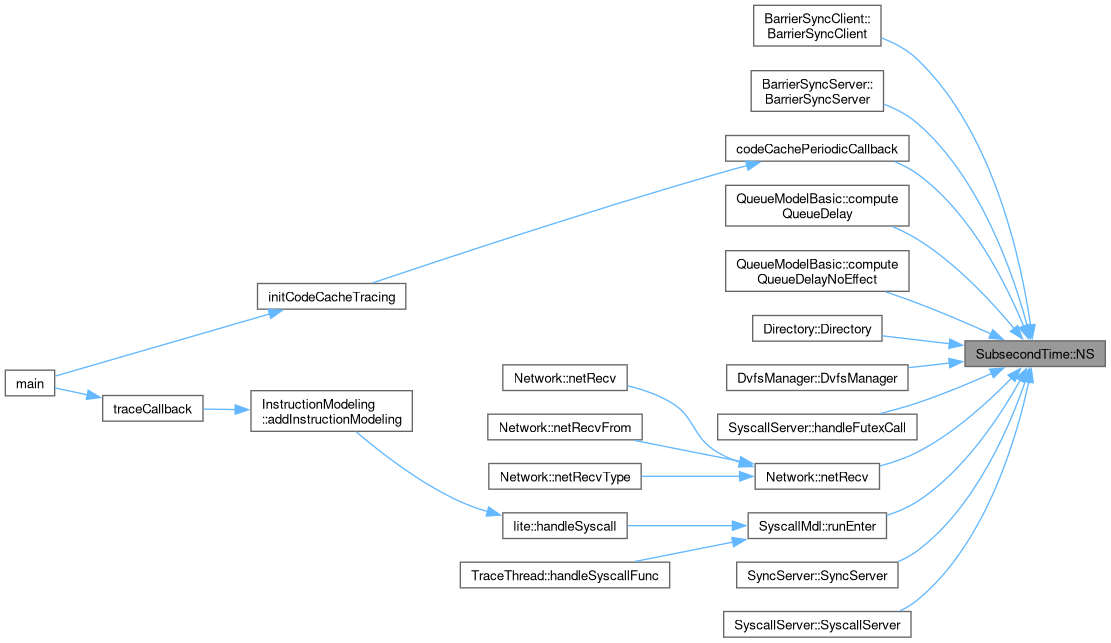 BarrierSyncClient::
BarrierSyncClient
BarrierSyncServer::
BarrierSyncServer
codeCachePeriodicCallback
QueueModelBasic::compute
QueueDelay
QueueModelBasic::compute
QueueDelayNoEffect
initCodeCacheTracing
Directory::Directory
SubsecondTime::NS
main
Network::netRecv
DvfsManager::DvfsManager
traceCallback
InstructionModeling
::addInstructionModeling
Network::netRecvFrom
SyscallServer::handleFutexCall
Network::netRecvType
Network::netRecv
lite::handleSyscall
SyscallMdl::runEnter
TraceThread::handleSyscallFunc
SyncServer::SyncServer
SyscallServer::SyscallServer